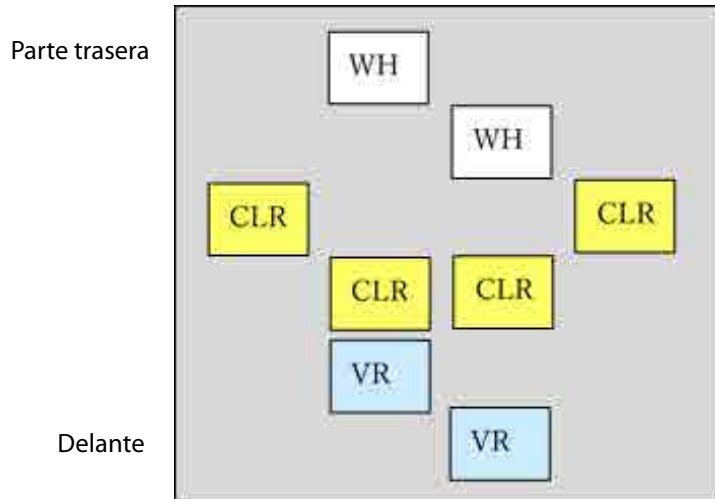 Parte trasera
WH
WH
CLR
CLR
CLR
CLR
VR
VR
Delante